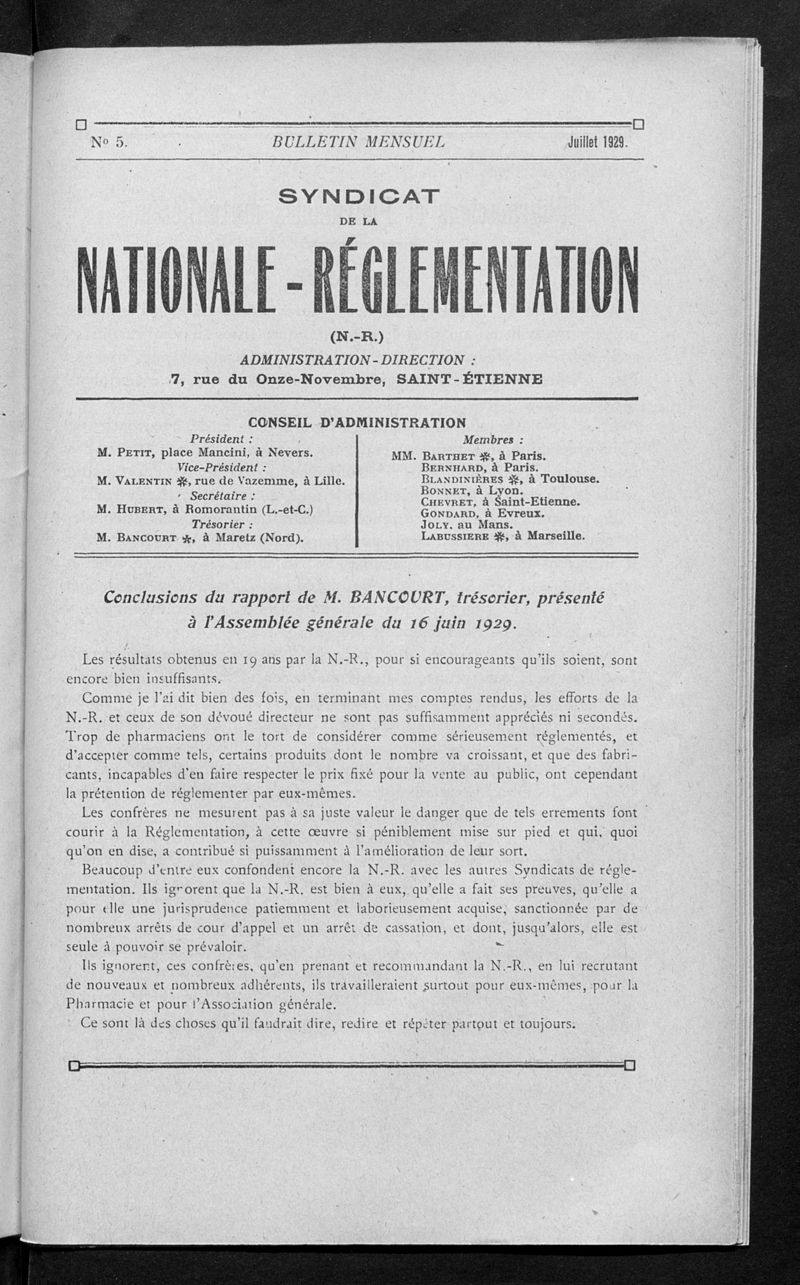 N° 5.
BULLETIN MENSUEL
Juillet 1929.
SYNDICAT
DE LA
NATIONALE-RÉGLEMENTATION
(N.-R.)
ADMINISTRATION-DIRECTION :
7, rue du Onze-Novembre, SAINT-ÉTIENNE
CONSEIL D'ADMINISTRATION
Président :
M. PETIT, place Mancini, à Nevers.
Vice-Président :
M. VALENTIN ✻, rue de Vazemme, à Lille.
Secrétaire :
M. HUBERT, à Romorantin (L.-et-C.)
Trésorier :
M. BANCOURT ✻, à Maretz (Nord).
Membres :
MM. BARTHET ✻, à Paris.
BERNHARD, à Paris.
BLANDINIÈRES ✻, à Toulouse.
BONNET, à Lyon.
CHEVRET, à Saint-Etienne.
GONDARD, à Evreux.
JOLY, au Mans.
LABUSSIERE ✻, à Marseille.
Conclusions du rapport de M. BANCOURT, trésorier, présenté
à l'Assemblée générale du 16 juin 1929.
Les résultats obtenus en 19 ans par la N.-R., pour si encourageants qu'ils soient, sont
encore bien insuffisants.
Comme je l'ai dit bien des fois, en terminant mes comptes rendus, les efforts de la
N.-R. et ceux de son dévoué directeur ne sont pas suffisamment appréciés ni secondés.
Trop de pharmaciens ont le tort de considérer comme sérieusement réglementés, et
d'accepter comme tels, certains produits dont le nombre va croissant, et que des fabri-
cants, incapables d'en faire respecter le prix fixé pour la vente au public, ont cependant
la prétention de réglementer par eux-mêmes.
Les confrères ne mesurent pas à sa juste valeur le danger que de tels errements font
courir à la Réglementation, à cette œuvre si péniblement mise sur pied et qui, quoi
qu'on en dise, a contribué si puissamment à l'amélioration de leur sort.
Beaucoup d'entre eux confondent encore la N.-R. avec les autres Syndicats de régle-
mentation. Ils ignorent que la N.-R. est bien à eux, qu'elle a fait ses preuves, qu'elle a
pour elle une jurisprudence patiemment et laborieusement acquise, sanctionnée par de
nombreux arrêts de cour d'appel et un arrêt de cassation, et dont, jusqu'alors, elle est
seule à pouvoir se prévaloir.
Ils ignorent, ces confrères, qu'en prenant et recommandant la N.-R., en lui recrutant
de nouveaux et nombreux adhérents, ils travailleraient surtout pour eux-mêmes, pour la
Pharmacie et pour l'Association générale.
Ce sont là des choses qu'il faudrait dire, redire et répéter partout et toujours.